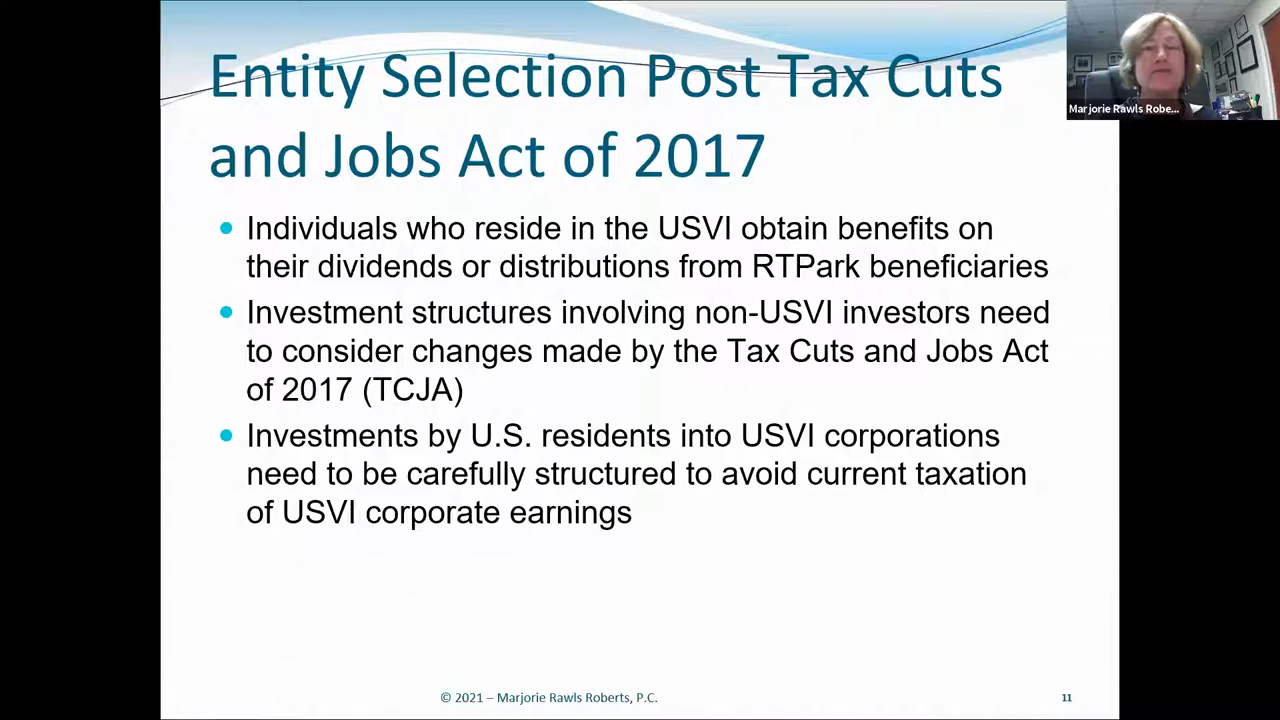 Entity Selection Post Tax Cuts
and Jobs Act of 2017
Marjorie Rawls Robe...
• Individuals who reside in the USVI obtain benefits on
their dividends or distributions from RTPark beneficiaries
• Investment structures involving non-USVI investors need
to consider changes made by the Tax Cuts and Jobs Act
of 2017 (TCJA)
• Investments by U.S. residents into USVI corporations
need to be carefully structured to avoid current taxation
of USVI corporate earnings
© 2021 – Marjorie Rawls Roberts, P.C.
11